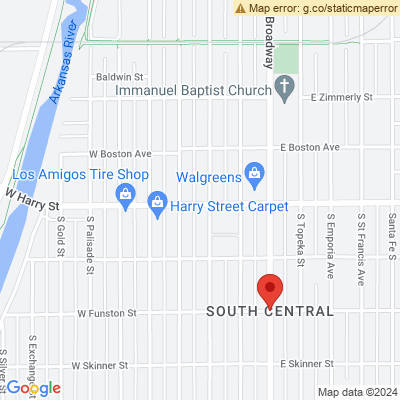 Map error: g.co/staticmaperror
Arkansas River
Broadway
Baldwin St
Immanuel Baptist Church
E Zimmerly St
E Boston Ave
W Boston Ave
Los Amigos Tire Shop
Walgreens
W Harry St
Harry Street Carpet
S Gold St
S Palisade St
S Topeka St
S Emporia Ave
S St Francis Ave
Santa Fe S
W Funston St
SOUTH CENTRAL
W Skinner St
E Skinner St
S Silver St
S Exchange St
Google
Map data ©2024